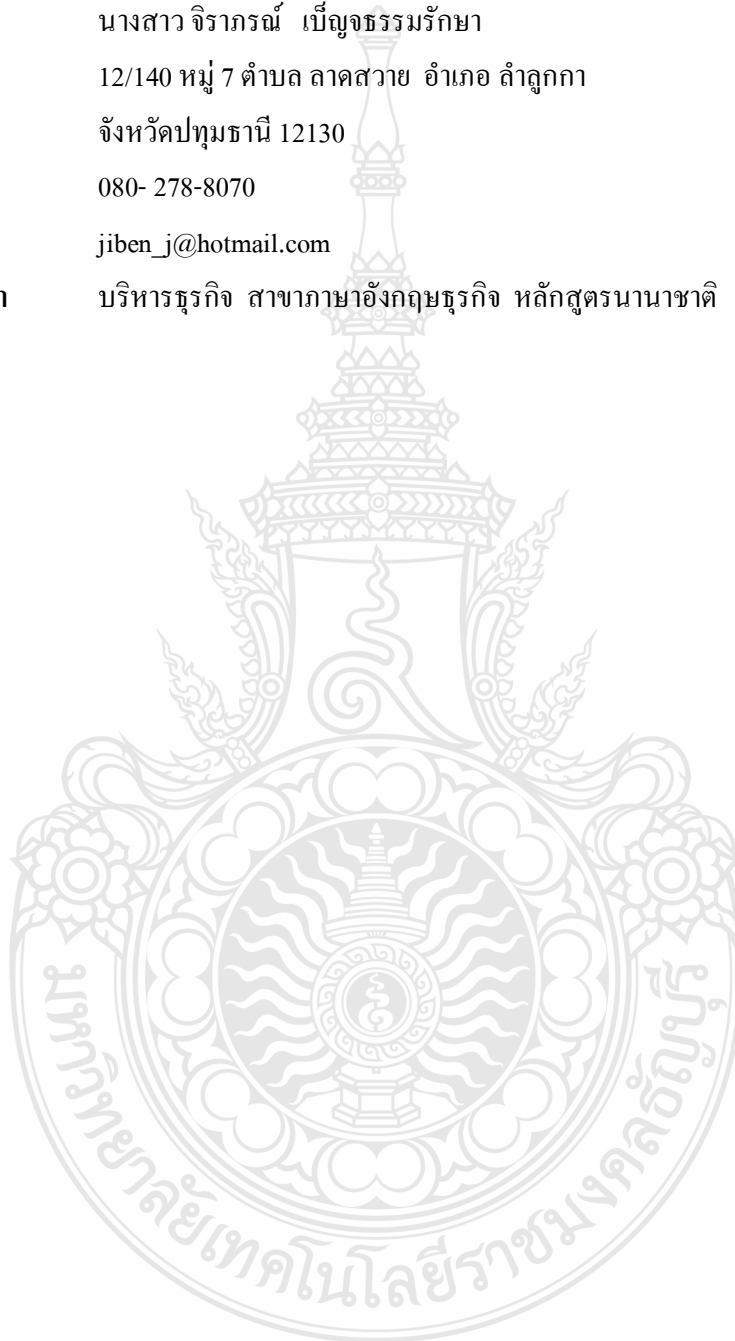 นางสาว จิราภรณ์ เบ็ญจธรรมรักษา
12/140 หมู่ 7 ตำบล ลาดสวาย อำเภอ ลำลูกกา
จังหวัดปทุมธานี 12130
080- 278-8070
jiben_j@hotmail.com
บริหารธุรกิจ สาขาภาษาอังกฤษธุรกิจ หลักสูตรนานาชาติ
มหาวิทยาลัยเทคโนโลยีราชมงคลธัญบุรี